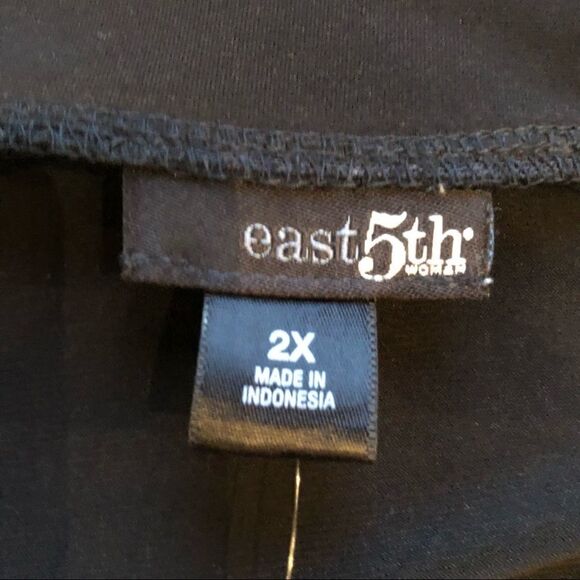 east5th
WOMAN
2X
MADE IN
INDONESIA